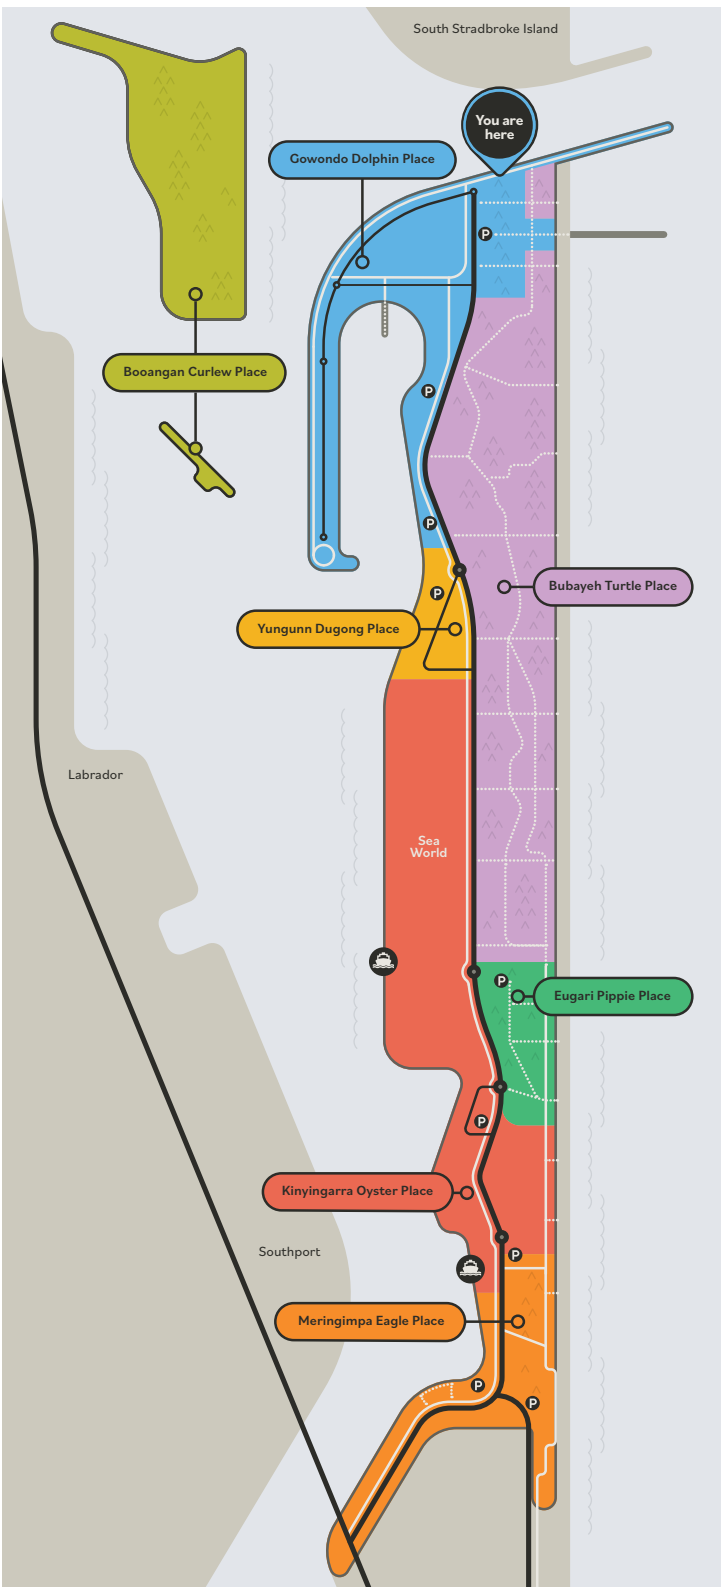 South Stradbroke Island
You are
here
Gowondo Dolphin Place
P
Booangan Curlew Place
P
P
Bubayeh Turtle Place
P
Yungunn Dugong Place
Labrador
Sea
World
P
Eugari Pippie Place
P
Kinyingarra Oyster Place
Southport
P
Meringimpa Eagle Place
P
P